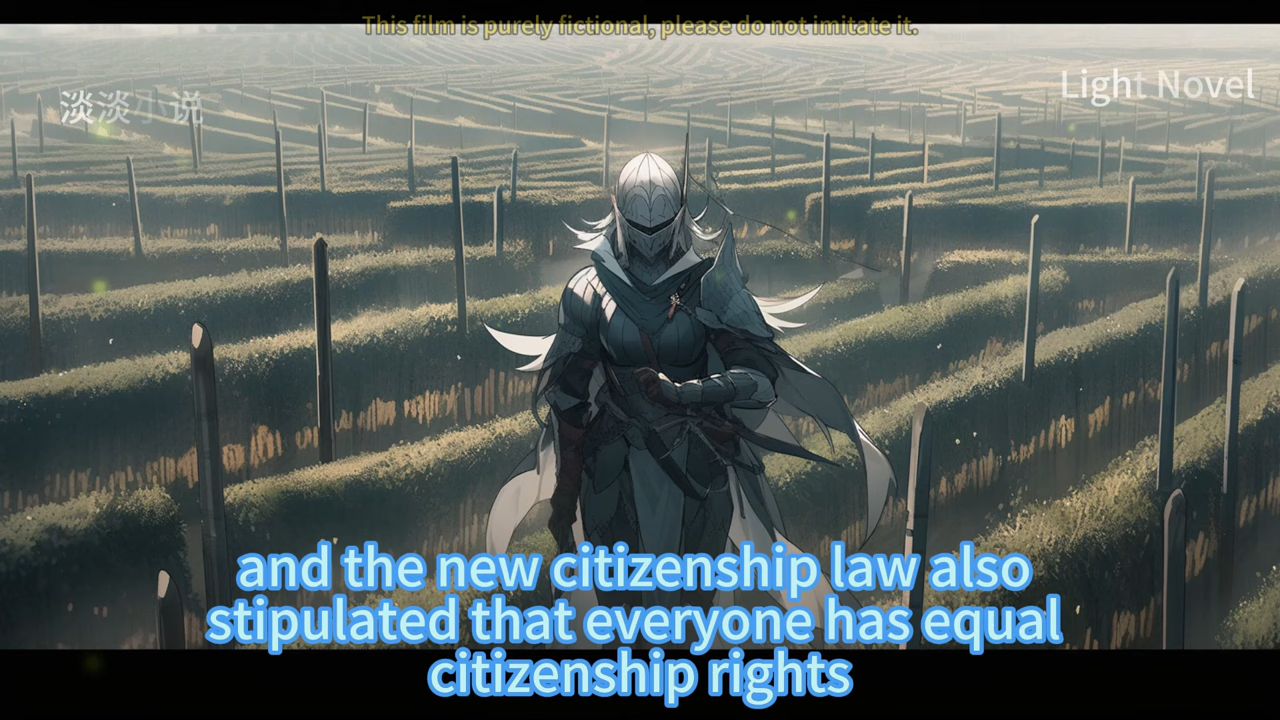 This film is purely fictional, please do not imitate it.
Light Novel
淡淡小说
and the new citizenship law also
stipulated that everyone has equal
citizenship rights